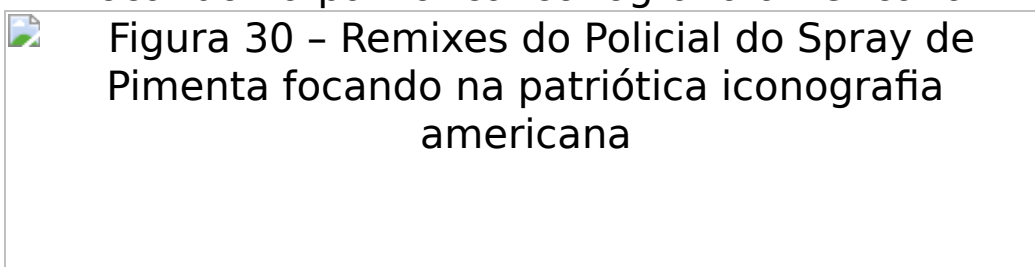 Figura 30 – Remixes do Policial do Spray de
Pimenta focando na patriótica iconografia
americana